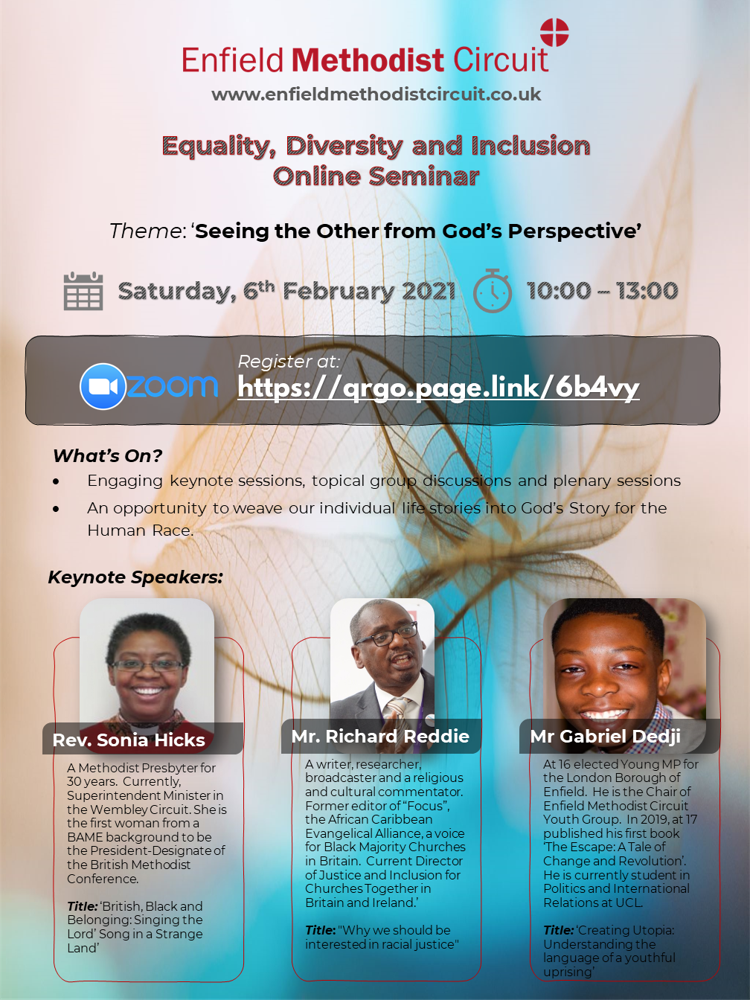 Enfield Methodist Circuit
www.enfieldmethodistcircuit.co.uk
Equality, Diversity and Inclusion
Online Seminar
Theme: ‘Seeing the Other from God’s Perspective’
Saturday, 6th February 2021
10:00 – 13:00
zoom
Register at:
https://qrgo.page.link/6b4vy
What’s On?
• Engaging keynote sessions, topical group discussions and plenary sessions
• An opportunity to weave our individual life stories into God’s Story for the
Human Race.
Keynote Speakers:
Rev. Sonia Hicks
A Methodist Presbyter for
30 years. Currently,
Superintendent Minister in
the Wembley Circuit. She is
the first woman from a
BAME background to be
the President-Designate of
the British Methodist
Conference.
Title: ‘British, Black and
Belonging: Singing the
Lord’ Song in a Strange
Land’
Mr. Richard Reddie
A writer, researcher,
broadcaster and a religious
and cultural commentator.
Former editor of “Focus”,
the African Caribbean
Evangelical Alliance, a voice
for Black Majority Churches
in Britain. Current Director
of Justice and Inclusion for
Churches Together in
Britain and Ireland.’
Title: "Why we should be
interested in racial justice"
Mr Gabriel Dedji
At 16 elected Young MP for
the London Borough of
Enfield. He is the Chair of
Enfield Methodist Circuit
Youth Group. In 2019, at 17
published his first book
‘The Escape: A Tale of
Change and Revolution’.
He is currently student in
Politics and International
Relations at UCL.
Title: ‘Creating Utopia:
Understanding the
language of a youthful
uprising’